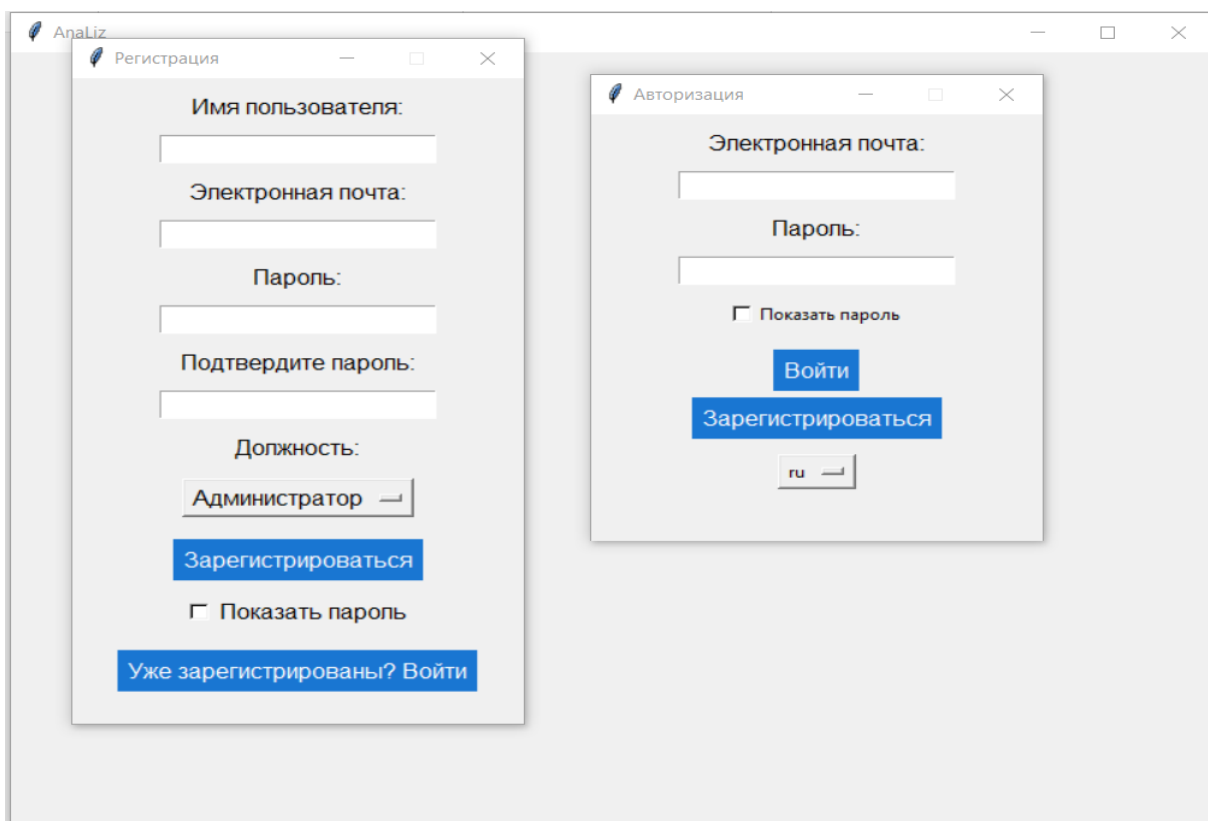 AnaLiz
Регистрация
Имя пользователя:
Электронная почта:
Пароль:
Подтвердите пароль:
Должность:
Администратор
Зарегистрироваться
Показать пароль
Уже зарегистрированы? Войти
Авторизация
Электронная почта:
Пароль:
Показать пароль
Войти
Зарегистрироваться
ru